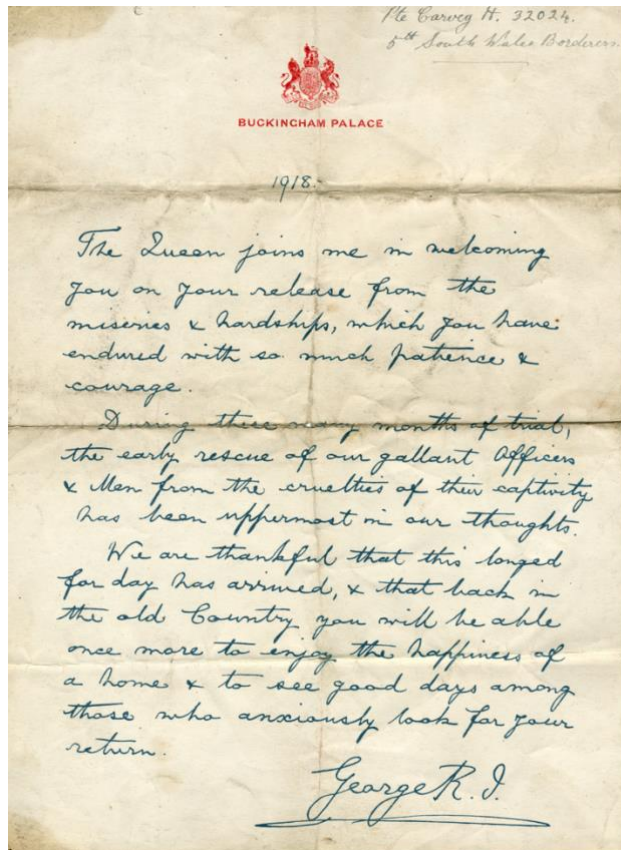 Pte Carveg H. 32024.
5th South Wales Borderers.
BUCKINGHAM PALACE
1918.
The Queen joins me in welcoming
you on your release from the
miseries & hardships, which you have
endured with so much patience &
courage.
During these many months of trial,
the early rescue of our gallant Officers
& Men from the cruelties of their captivity
has been uppermost in our thoughts.
We are thankful that this longed
for day has arrived, & that back in
the old Country you will be able
once more to enjoy the happiness of
a home & to see good days among
those who anxiously look for your
return.
George R.I.